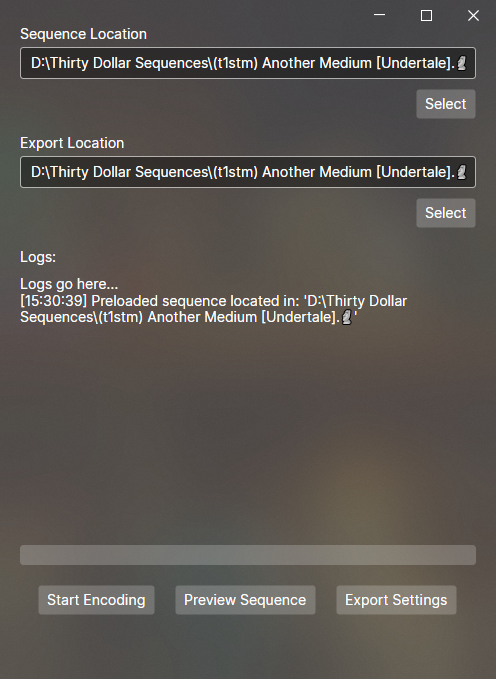 Sequence Location
D:\Thirty Dollar Sequences\(t1stm) Another Medium [Undertale].🗿
Select
Export Location
D:\Thirty Dollar Sequences\(t1stm) Another Medium [Undertale].🗿
Select
Logs:
Logs go here...
[15:30:39] Preloaded sequence located in: 'D:\Thirty Dollar
Sequences\(t1stm) Another Medium [Undertale].🗿'
Start Encoding
Preview Sequence
Export Settings